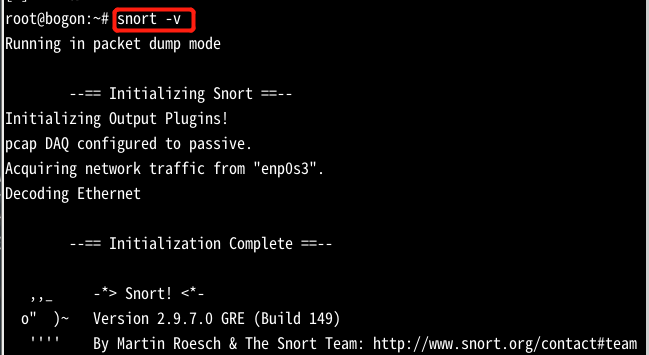 root@bogon:~# snort -v
Running in packet dump mode
--== Initializing Snort ==--
Initializing Output Plugins!
pcap DAQ configured to passive.
Acquiring network traffic from "enp0s3".
Decoding Ethernet
--== Initialization Complete ==--
,,_     -*> Snort! <*-
o"  )~   Version 2.9.7.0 GRE (Build 149)
''''    By Martin Roesch & The Snort Team: http://www.snort.org/contact#team